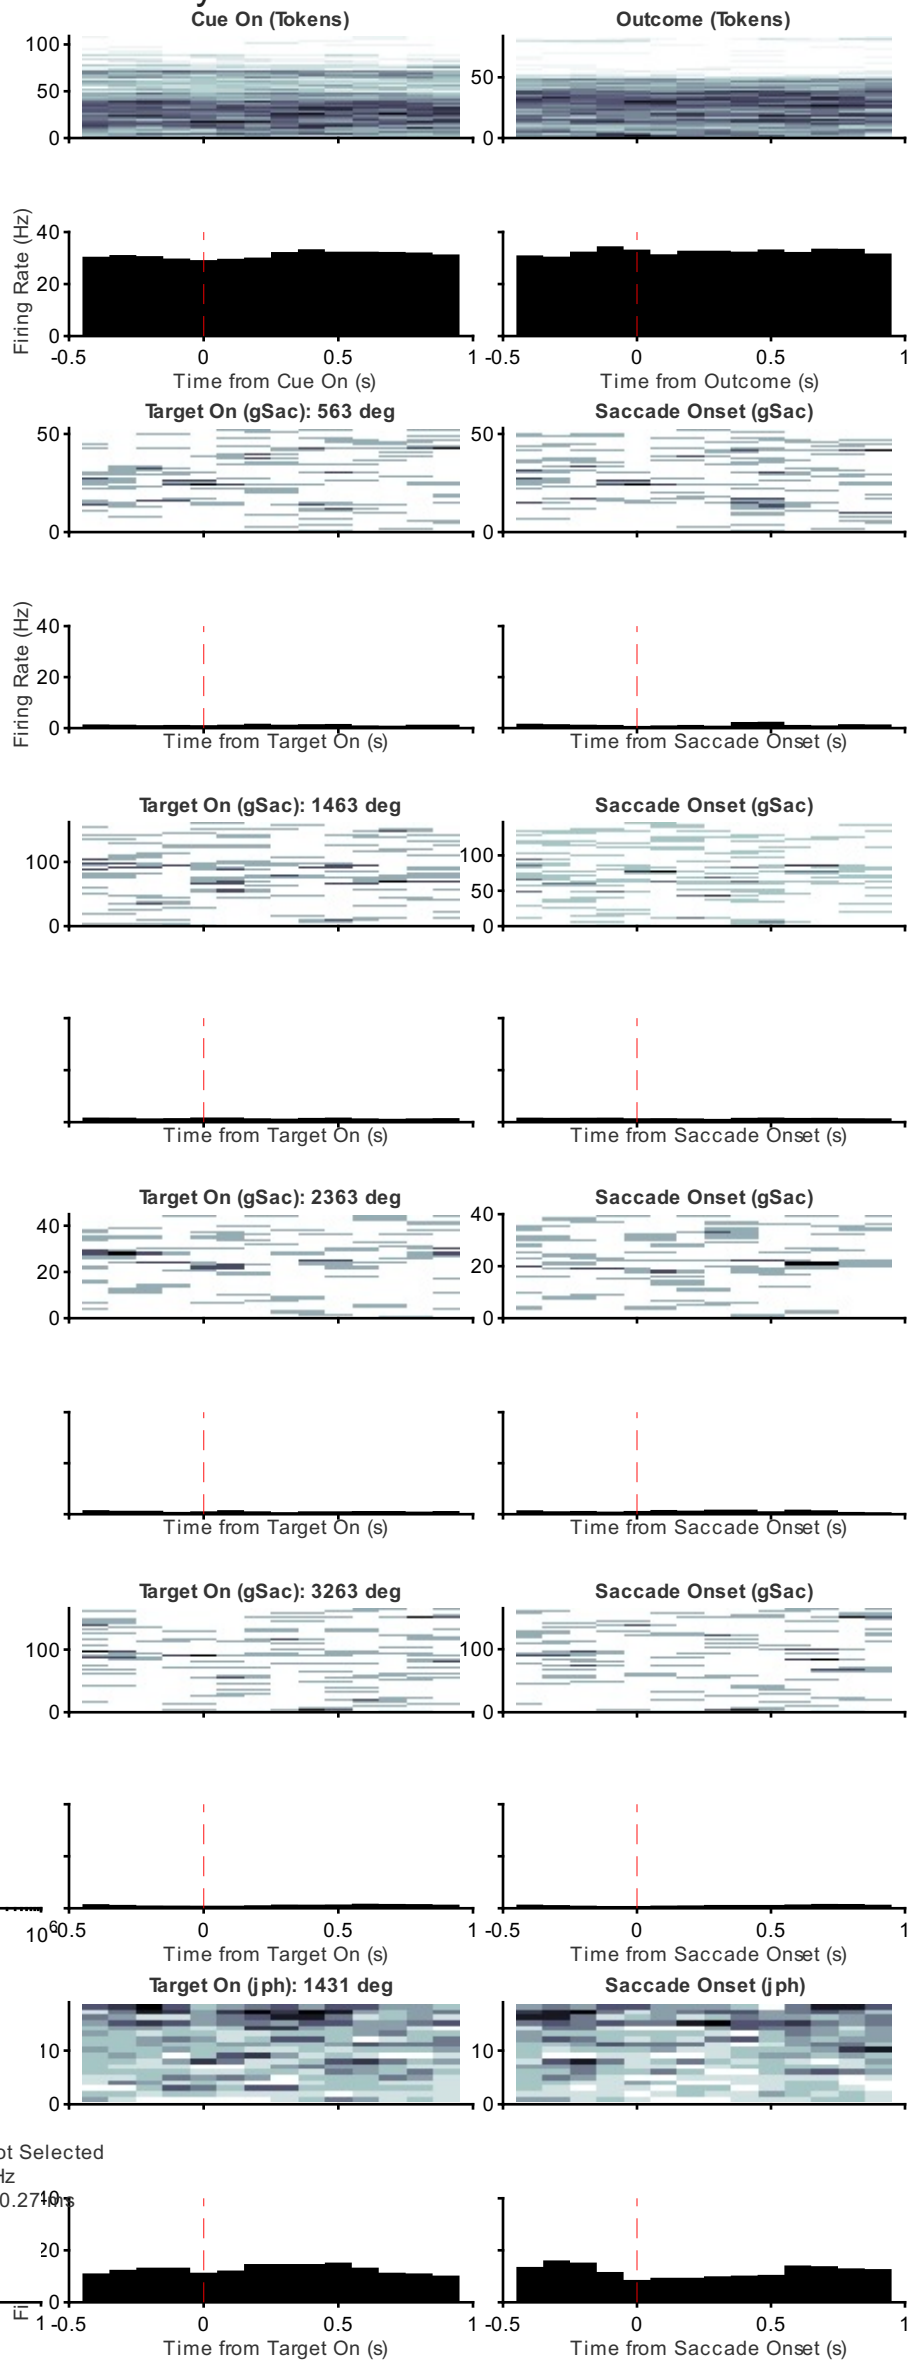 Cue On (Tokens) Outcome (Tokens)
100
50
0
50
0
Firing Rate (Hz)
40
20
0
-0.5 0 0.5 1 -0.5 0 0.5 1
Time from Cue On (s) Time from Outcome (s)
Target On (gSac): 563 deg Saccade Onset (gSac)
50
0
50
0
Firing Rate (Hz)
40
20
0
Time from Target On (s) Time from Saccade Onset (s)
Target On (gSac): 1463 deg Saccade Onset (gSac)
100
0
100
50
0
Time from Target On (s) Time from Saccade Onset (s)
Target On (gSac): 2363 deg Saccade Onset (gSac)
40
20
0
40
20
0
Time from Target On (s) Time from Saccade Onset (s)
Target On (gSac): 3263 deg Saccade Onset (gSac)
100
0
100
0
10⁶
-0.5 0 0.5 1 -0.5 0 0.5 1
Time from Target On (s) Time from Saccade Onset (s)
Target On (jph): 1431 deg Saccade Onset (jph)
10
0
10
0
ot Selected
Hz
0.27 ms
40
20
0
Fi
1 -0.5 0 0.5 1 -0.5 0 0.5 1
Time from Target On (s) Time from Saccade Onset (s)